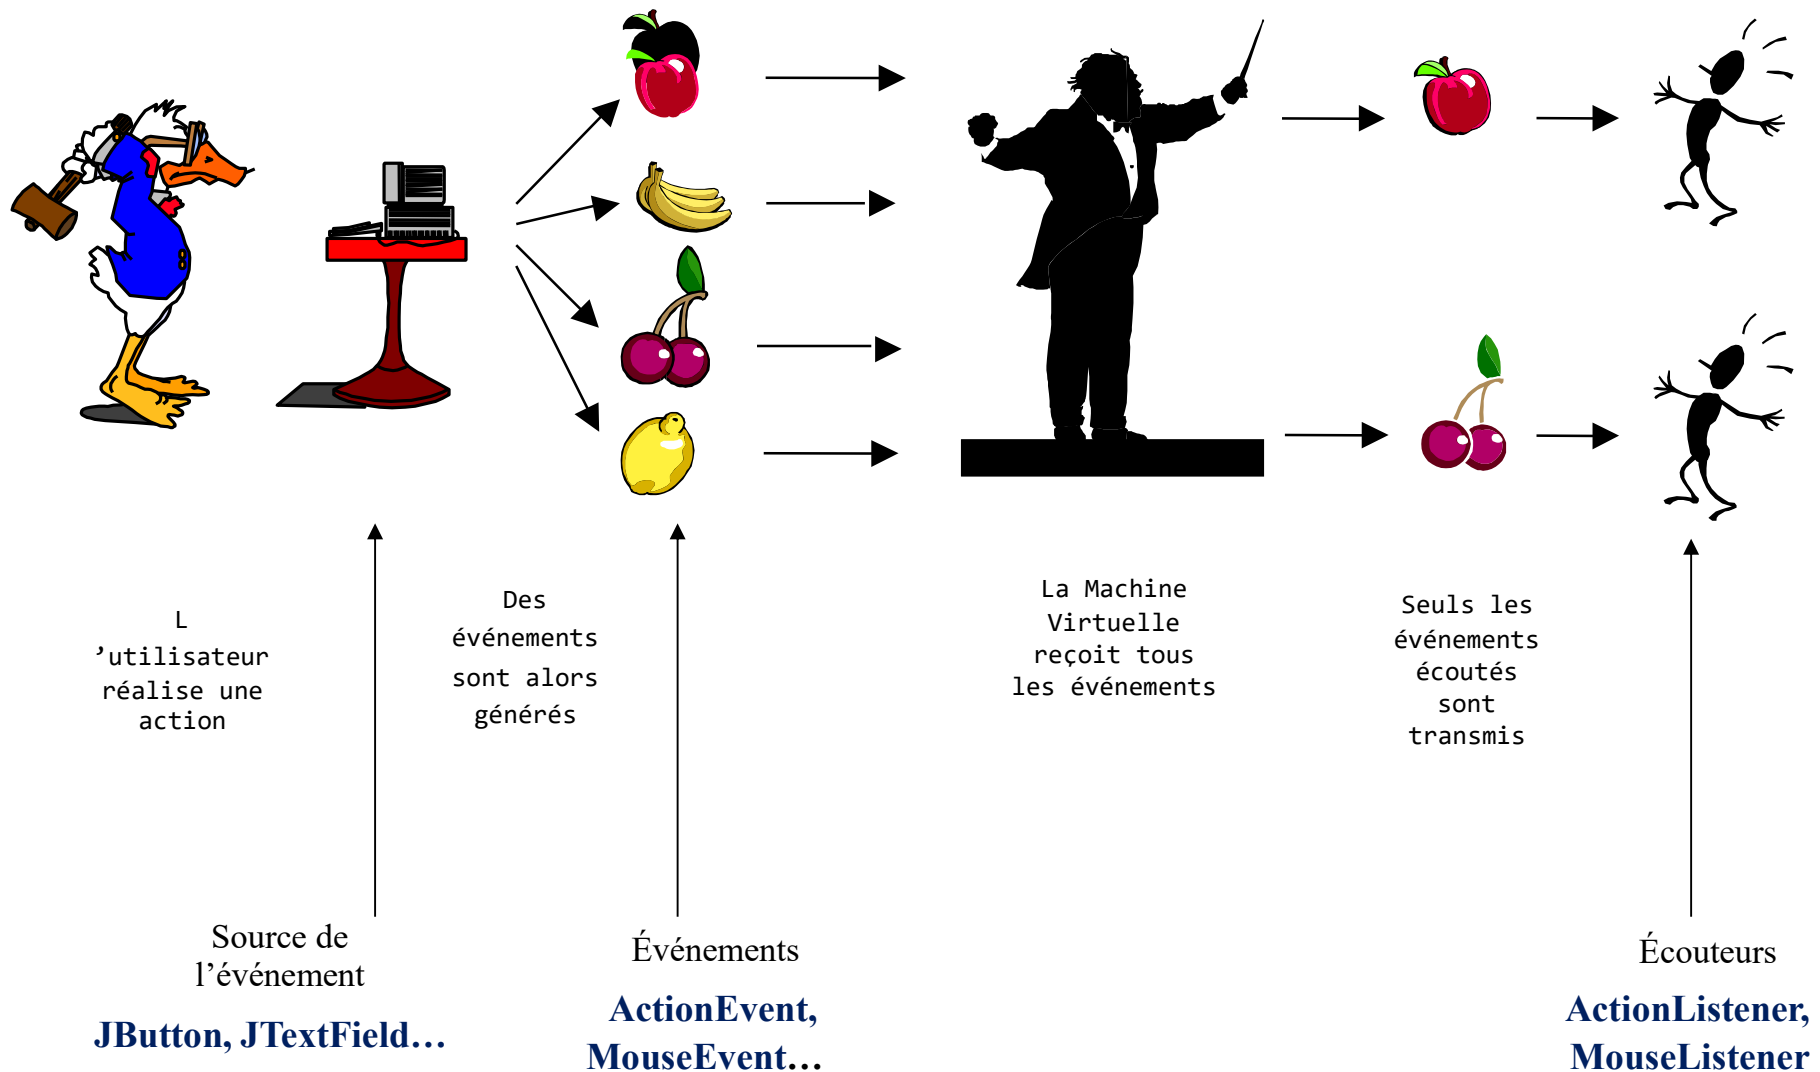 L
’utilisateur
réalise une
action
Des
événements
sont alors
générés
La Machine
Virtuelle
reçoit tous
les événements
Seuls les
événements
écoutés
sont
transmis
Source de
l’événement
JButton, JTextField…
Événements
ActionEvent,
MouseEvent…
Écouteurs
ActionListener,
MouseListener